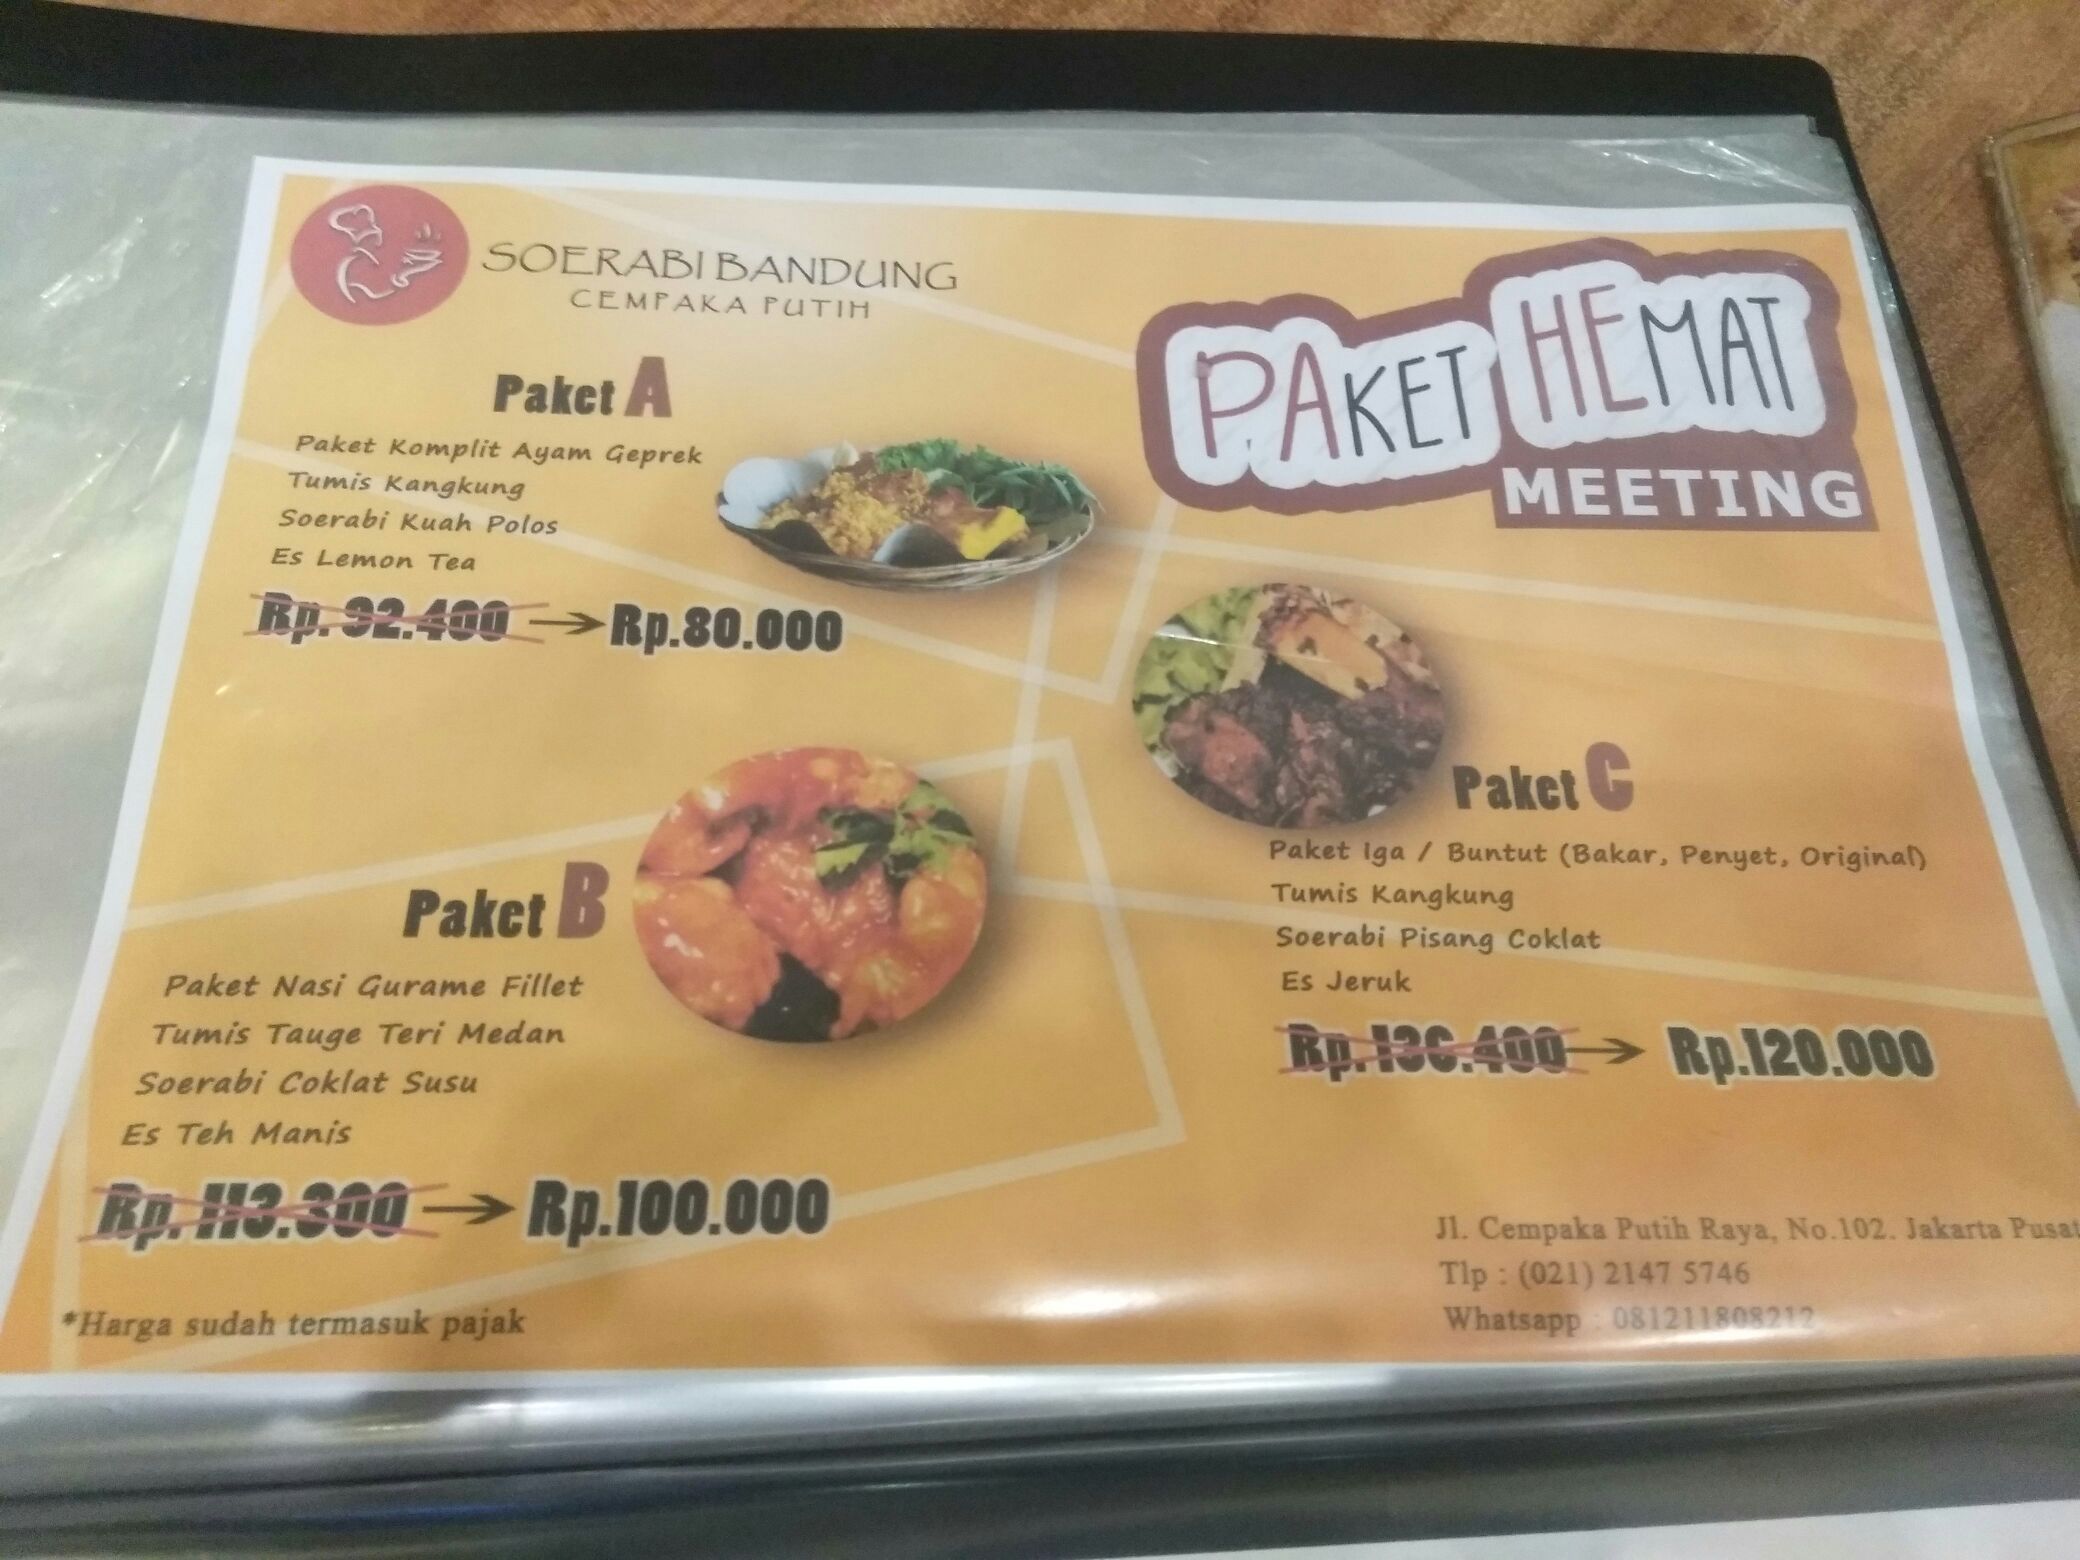 SOERABI BANDUNG
CEMPAKA PUTIH
PAKET HEMAT
MEETING
Paket A
Paket Komplit Ayam Geprek
Tumis Kangkung
Soerabi Kuah Polos
Es Lemon Tea
Rp. 92.400 → Rp.80.000
Paket B
Paket Nasi Gurame Fillet
Tumis Tauge Teri Medan
Soerabi Coklat Susu
Es Teh Manis
Rp. 113.300 → Rp.100.000
Paket C
Paket Iga / Buntut (Bakar, Penyet, Original)
Tumis Kangkung
Soerabi Pisang Coklat
Es Jeruk
Rp. 136.400 → Rp.120.000
*Harga sudah termasuk pajak
Jl. Cempaka Putih Raya, No.102. Jakarta Pusat
Tlp : (021) 2147 5746
Whatsapp : 081211808212